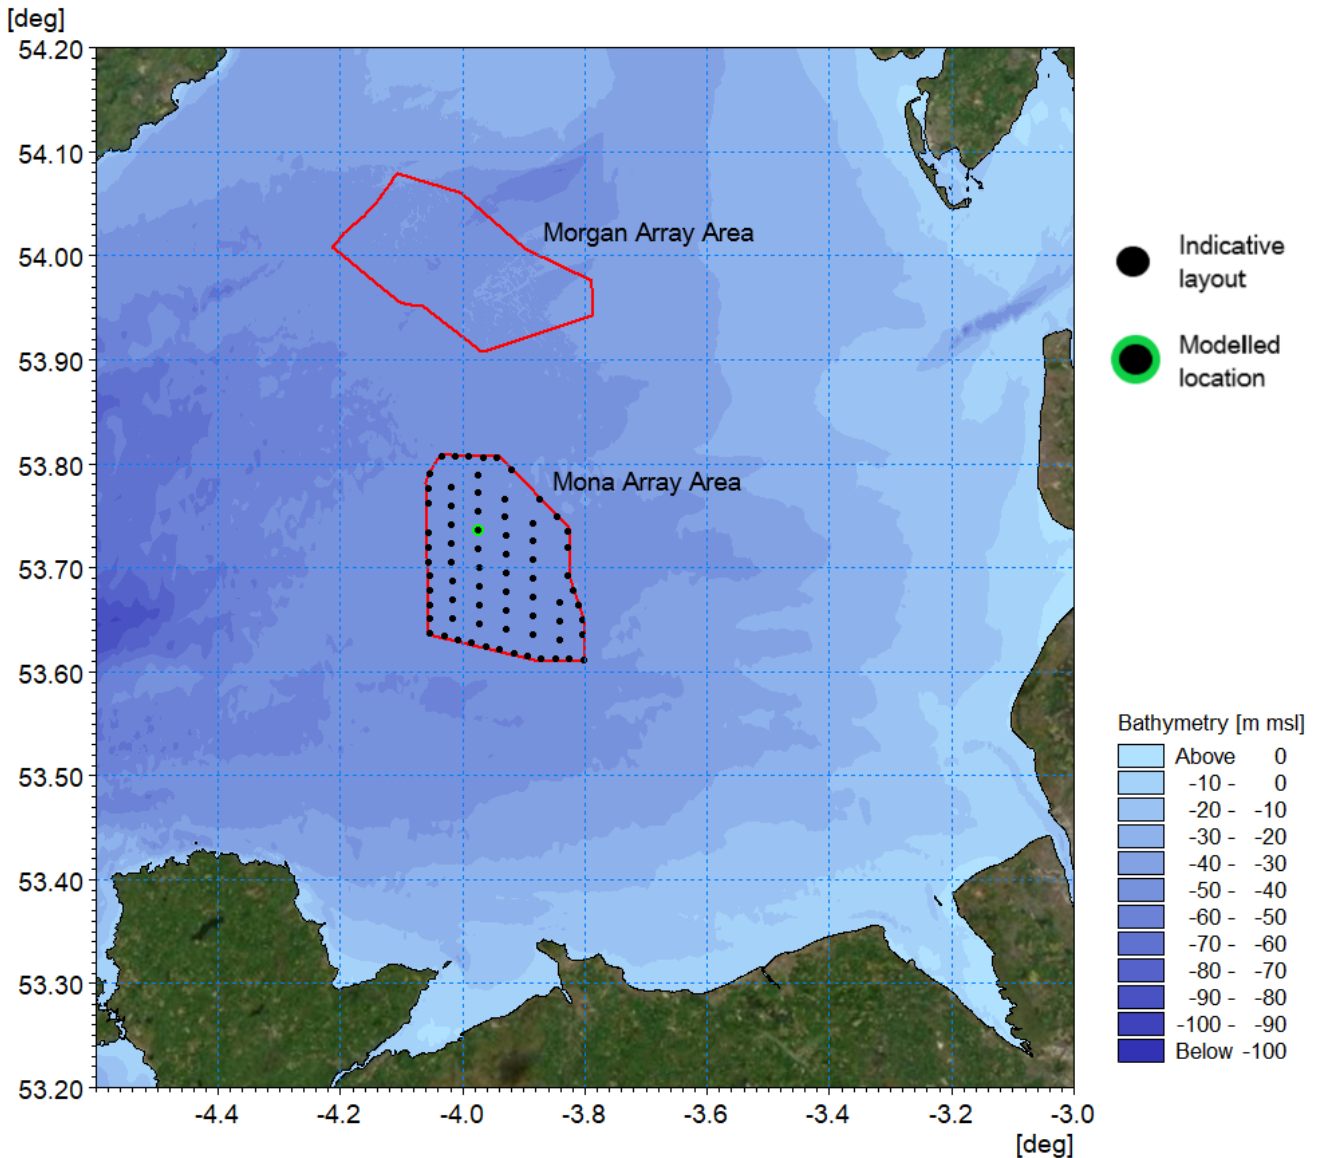 [deg]
54.20
54.10
54.00
53.90
53.80
53.70
53.60
53.50
53.40
53.30
53.20
-4.4
-4.2
-4.0
-3.8
-3.6
-3.4
-3.2
-3.0
[deg]
Morgan Array Area
Mona Array Area
Indicative
layout
Modelled
location
Bathymetry [m msl]
Above 0
-10 - 0
-20 - -10
-30 - -20
-40 - -30
-50 - -40
-60 - -50
-70 - -60
-80 - -70
-90 - -80
-100 - -90
Below -100